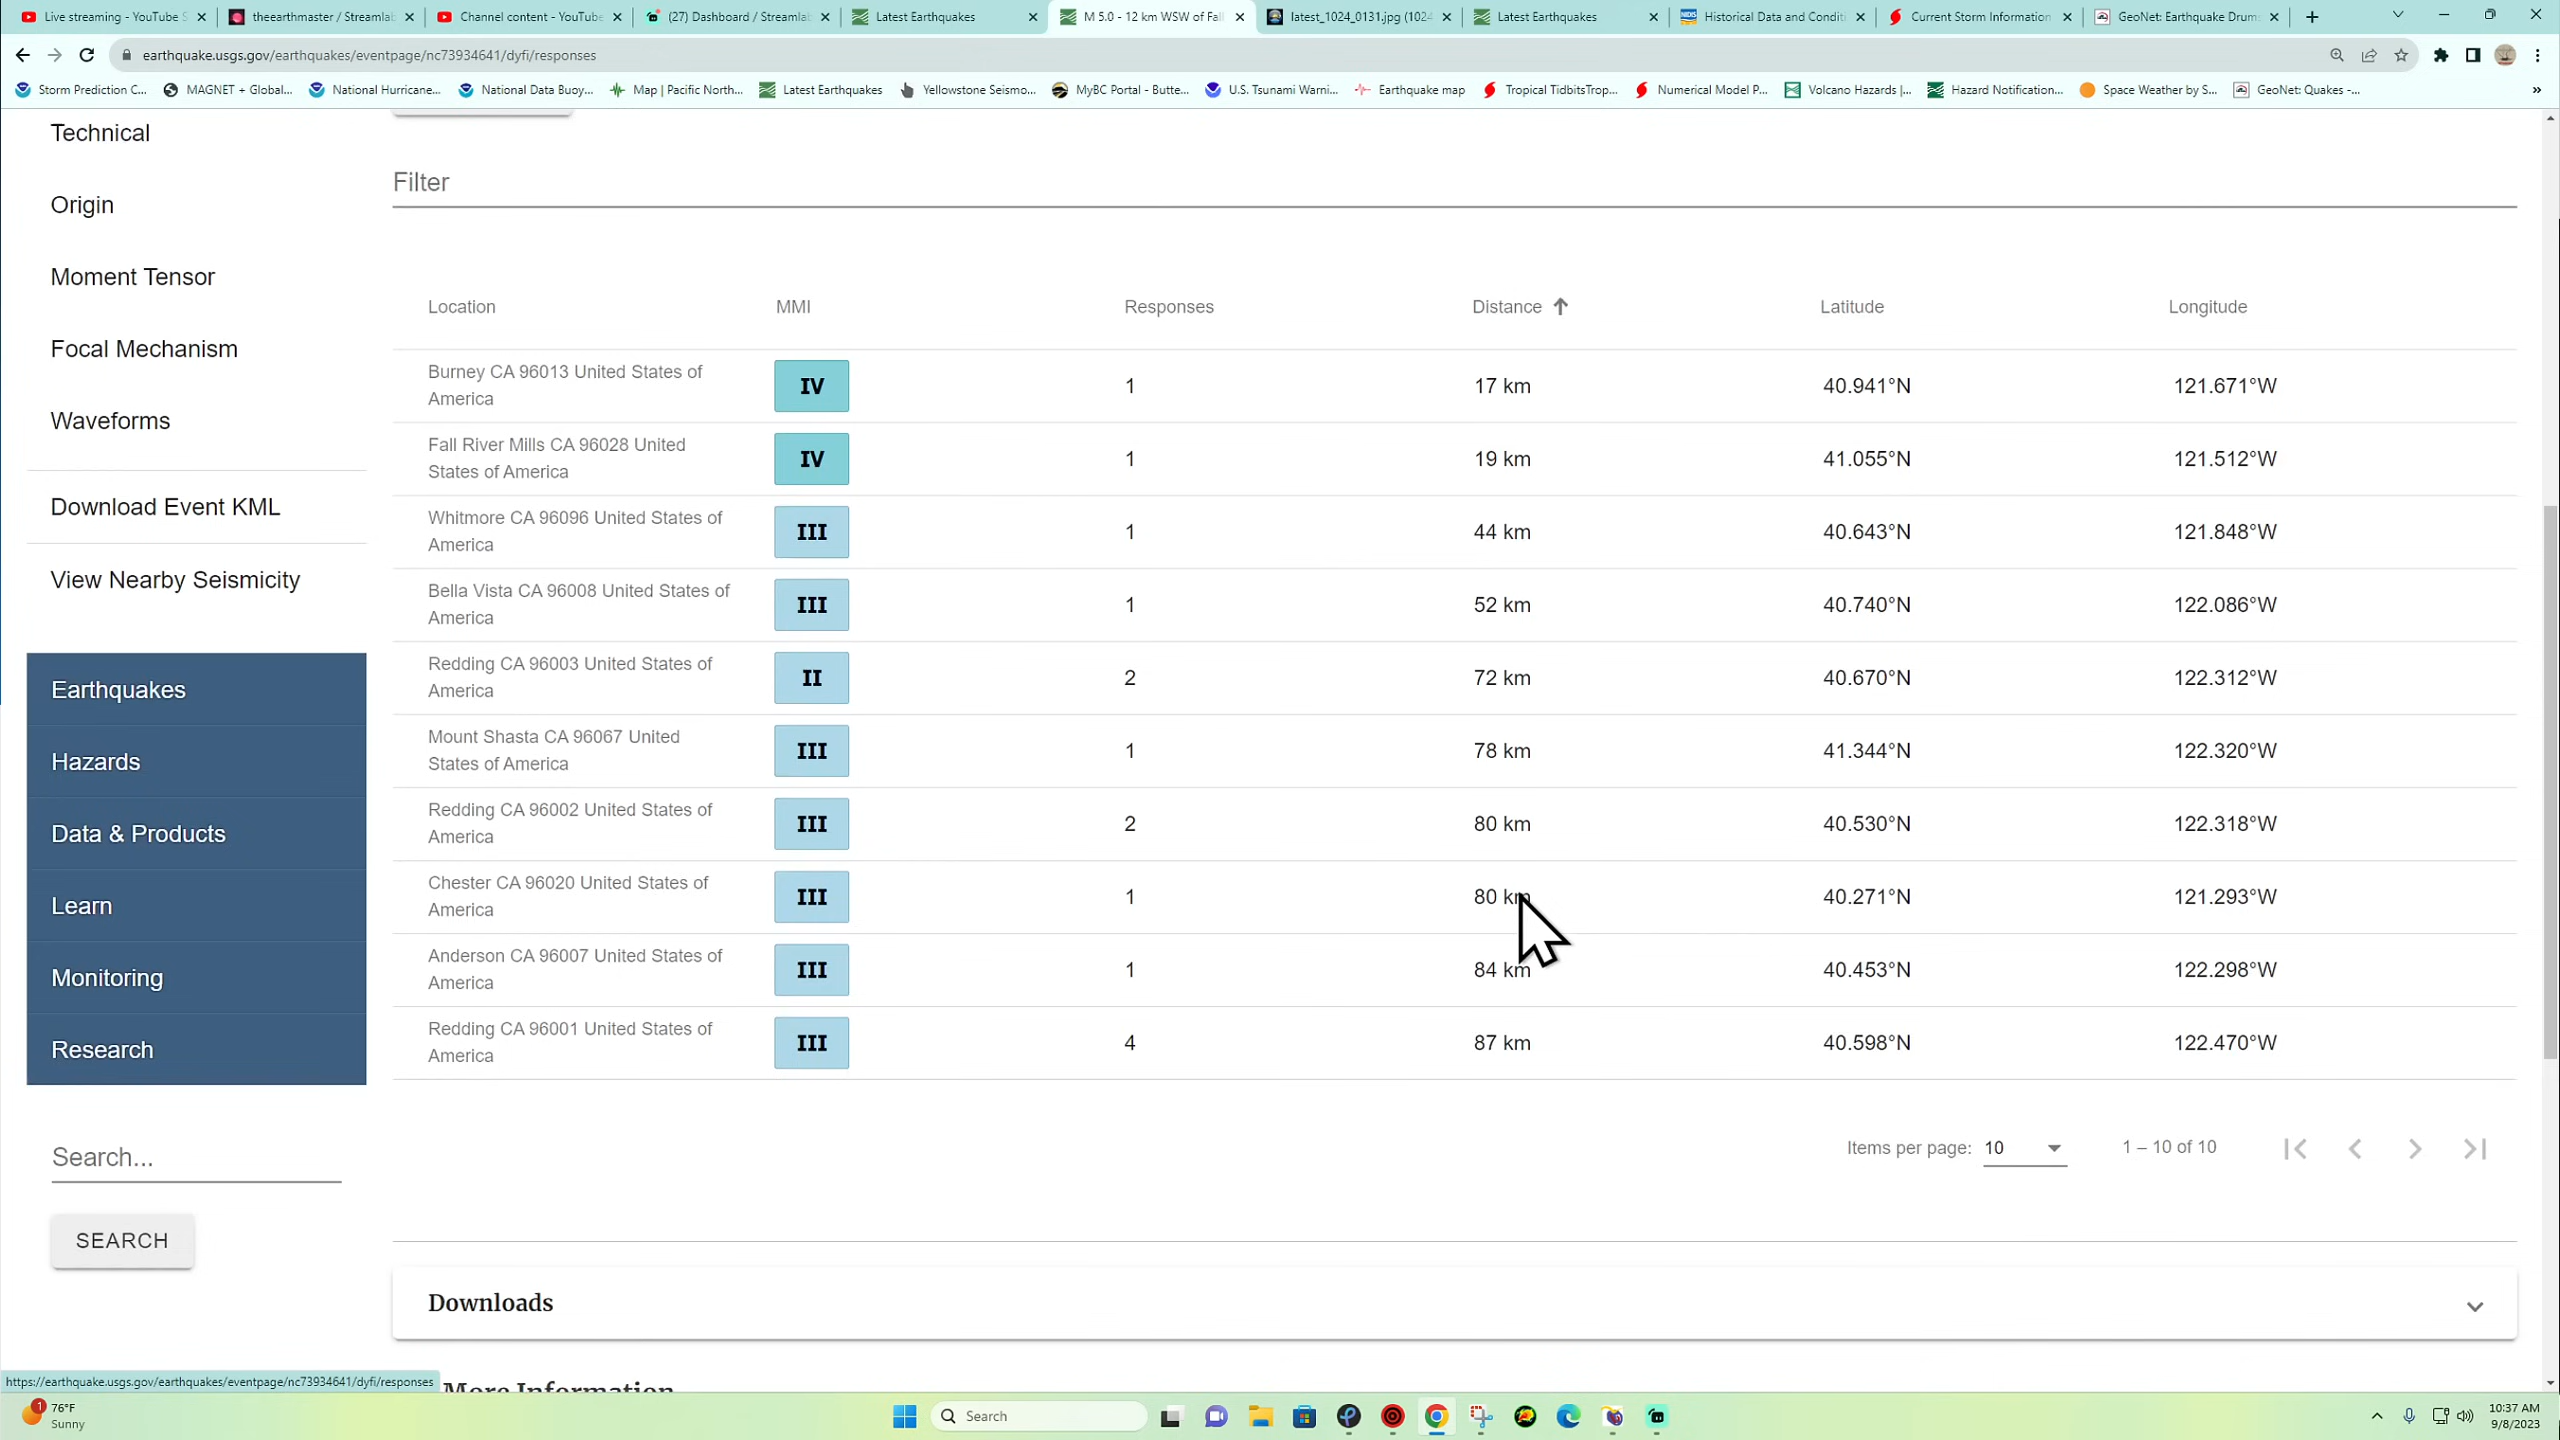 Live streaming - YouTube S
theearthmaster / Streamlab
Channel content - YouTube
(27) Dashboard / Streamlab
Latest Earthquakes
M 5.0 - 12 km WSW of Fall
latest_1024_0131.jpg (1024
Latest Earthquakes
Historical Data and Conditi
Current Storm Information
GeoNet: Earthquake Drum
earthquake.usgs.gov/earthquakes/eventpage/nc73934641/dyfi/responses
Storm Prediction C...
MAGNET + Global...
National Hurricane...
National Data Buoy...
Map | Pacific North...
Latest Earthquakes
Yellowstone Seismo...
MyBC Portal - Butte...
U.S. Tsunami Warni...
Earthquake map
Tropical TidbitsTrop...
Numerical Model P...
Volcano Hazards |...
Hazard Notification...
Space Weather by S...
GeoNet: Quakes -...
»
Technical
Origin
Moment Tensor
Focal Mechanism
Waveforms
Download Event KML
View Nearby Seismicity
Earthquakes
Hazards
Data & Products
Learn
Monitoring
Research
Search...
SEARCH
Filter
Location MMI Responses Distance Latitude Longitude
Burney CA 96013 United States of
America
IV 1 17 km 40.941°N 121.671°W
Fall River Mills CA 96028 United
States of America
IV 1 19 km 41.055°N 121.512°W
Whitmore CA 96096 United States of
America
III 1 44 km 40.643°N 121.848°W
Bella Vista CA 96008 United States of
America
III 1 52 km 40.740°N 122.086°W
Redding CA 96003 United States of
America
II 2 72 km 40.670°N 122.312°W
Mount Shasta CA 96067 United
States of America
III 1 78 km 41.344°N 122.320°W
Redding CA 96002 United States of
America
III 2 80 km 40.530°N 122.318°W
Chester CA 96020 United States of
America
III 1 80 km 40.271°N 121.293°W
Anderson CA 96007 United States of
America
III 1 84 km 40.453°N 122.298°W
Redding CA 96001 United States of
America
III 4 87 km 40.598°N 122.470°W
Items per page: 10 1 – 10 of 10
Downloads
More Information
https://earthquake.usgs.gov/earthquakes/eventpage/nc73934641/dyfi/responses
1
76°F
Sunny
Search
10:37 AM
9/8/2023